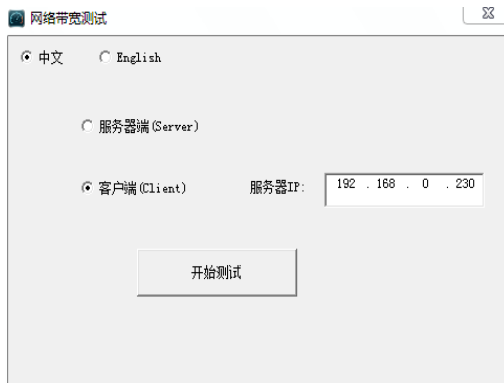 网络带宽测试
中文 English
服务器端(Server)
客户端(Client) 服务器IP: 192 . 168 . 0 . 230
开始测试